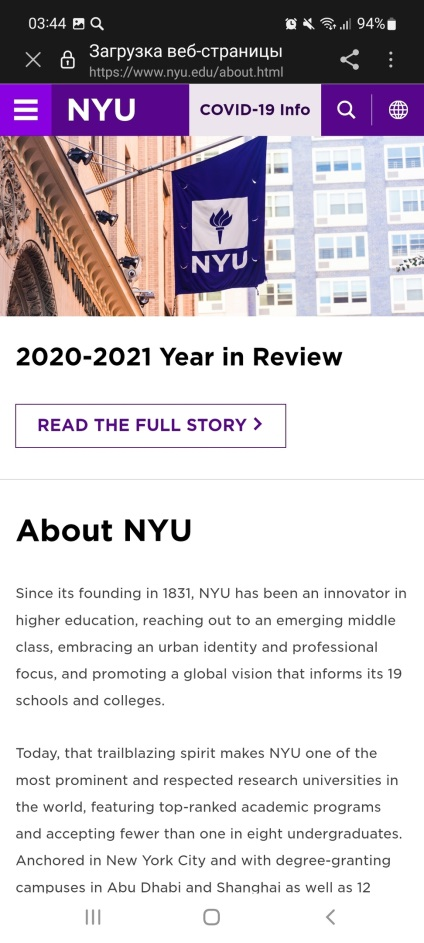 03:44 94%
Загрузка веб-страницы
https://www.nyu.edu/about.html
NYU COVID-19 Info
NYU
2020-2021 Year in Review
READ THE FULL STORY
About NYU
Since its founding in 1831, NYU has been an innovator in
higher education, reaching out to an emerging middle
class, embracing an urban identity and professional
focus, and promoting a global vision that informs its 19
schools and colleges.
Today, that trailblazing spirit makes NYU one of the
most prominent and respected research universities in
the world, featuring top-ranked academic programs
and accepting fewer than one in eight undergraduates.
Anchored in New York City and with degree-granting
campuses in Abu Dhabi and Shanghai as well as 12